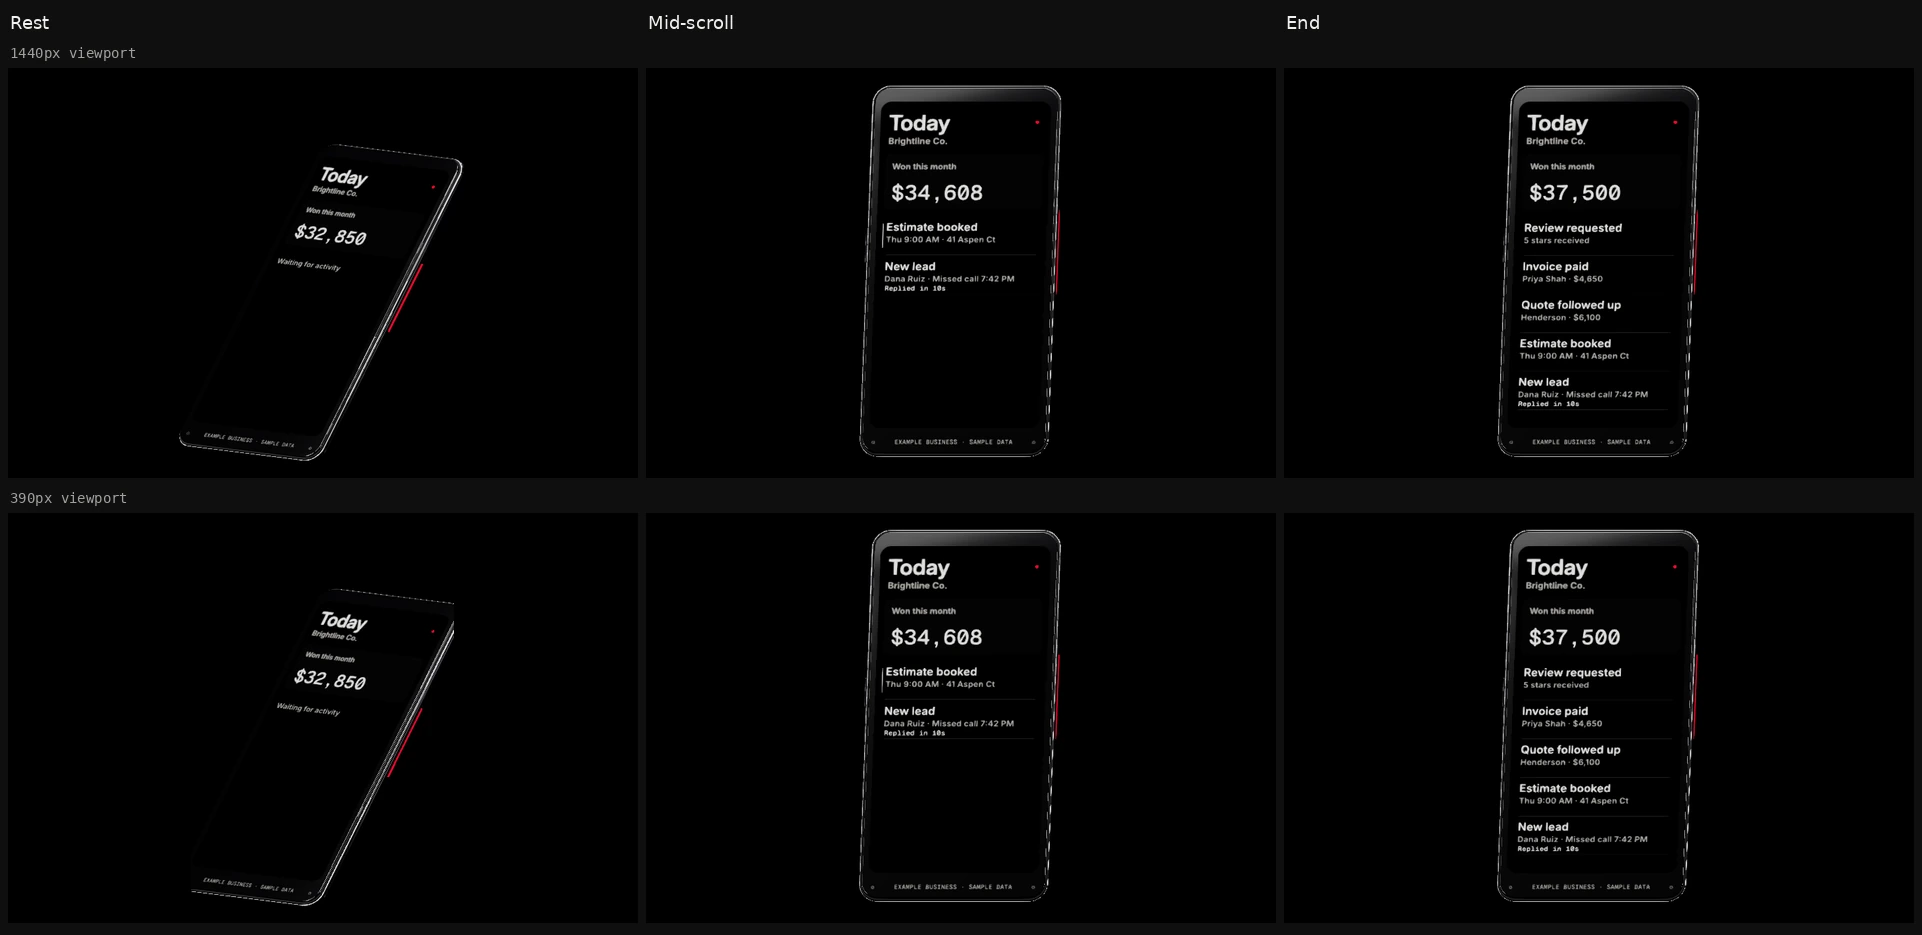 Rest
Mid-scroll
End
1440px viewport
Today
Brightline Co.
Won this month
$32,850
Waiting for activity
EXAMPLE BUSINESS · SAMPLE DATA
Today
Brightline Co.
Won this month
$34,608
Estimate booked
Thu 9:00 AM · 41 Aspen Ct
New lead
Dana Ruiz · Missed call 7:42 PM
Replied in 10s
EXAMPLE BUSINESS · SAMPLE DATA
Today
Brightline Co.
Won this month
$37,500
Review requested
5 stars received
Invoice paid
Priya Shah · $4,650
Quote followed up
Henderson · $6,100
Estimate booked
Thu 9:00 AM · 41 Aspen Ct
New lead
Dana Ruiz · Missed call 7:42 PM
Replied in 10s
EXAMPLE BUSINESS · SAMPLE DATA
390px viewport
Today
Brightline Co.
Won this month
$32,850
Waiting for activity
EXAMPLE BUSINESS · SAMPLE DATA
Today
Brightline Co.
Won this month
$34,608
Estimate booked
Thu 9:00 AM · 41 Aspen Ct
New lead
Dana Ruiz · Missed call 7:42 PM
Replied in 10s
EXAMPLE BUSINESS · SAMPLE DATA
Today
Brightline Co.
Won this month
$37,500
Review requested
5 stars received
Invoice paid
Priya Shah · $4,650
Quote followed up
Henderson · $6,100
Estimate booked
Thu 9:00 AM · 41 Aspen Ct
New lead
Dana Ruiz · Missed call 7:42 PM
Replied in 10s
EXAMPLE BUSINESS · SAMPLE DATA